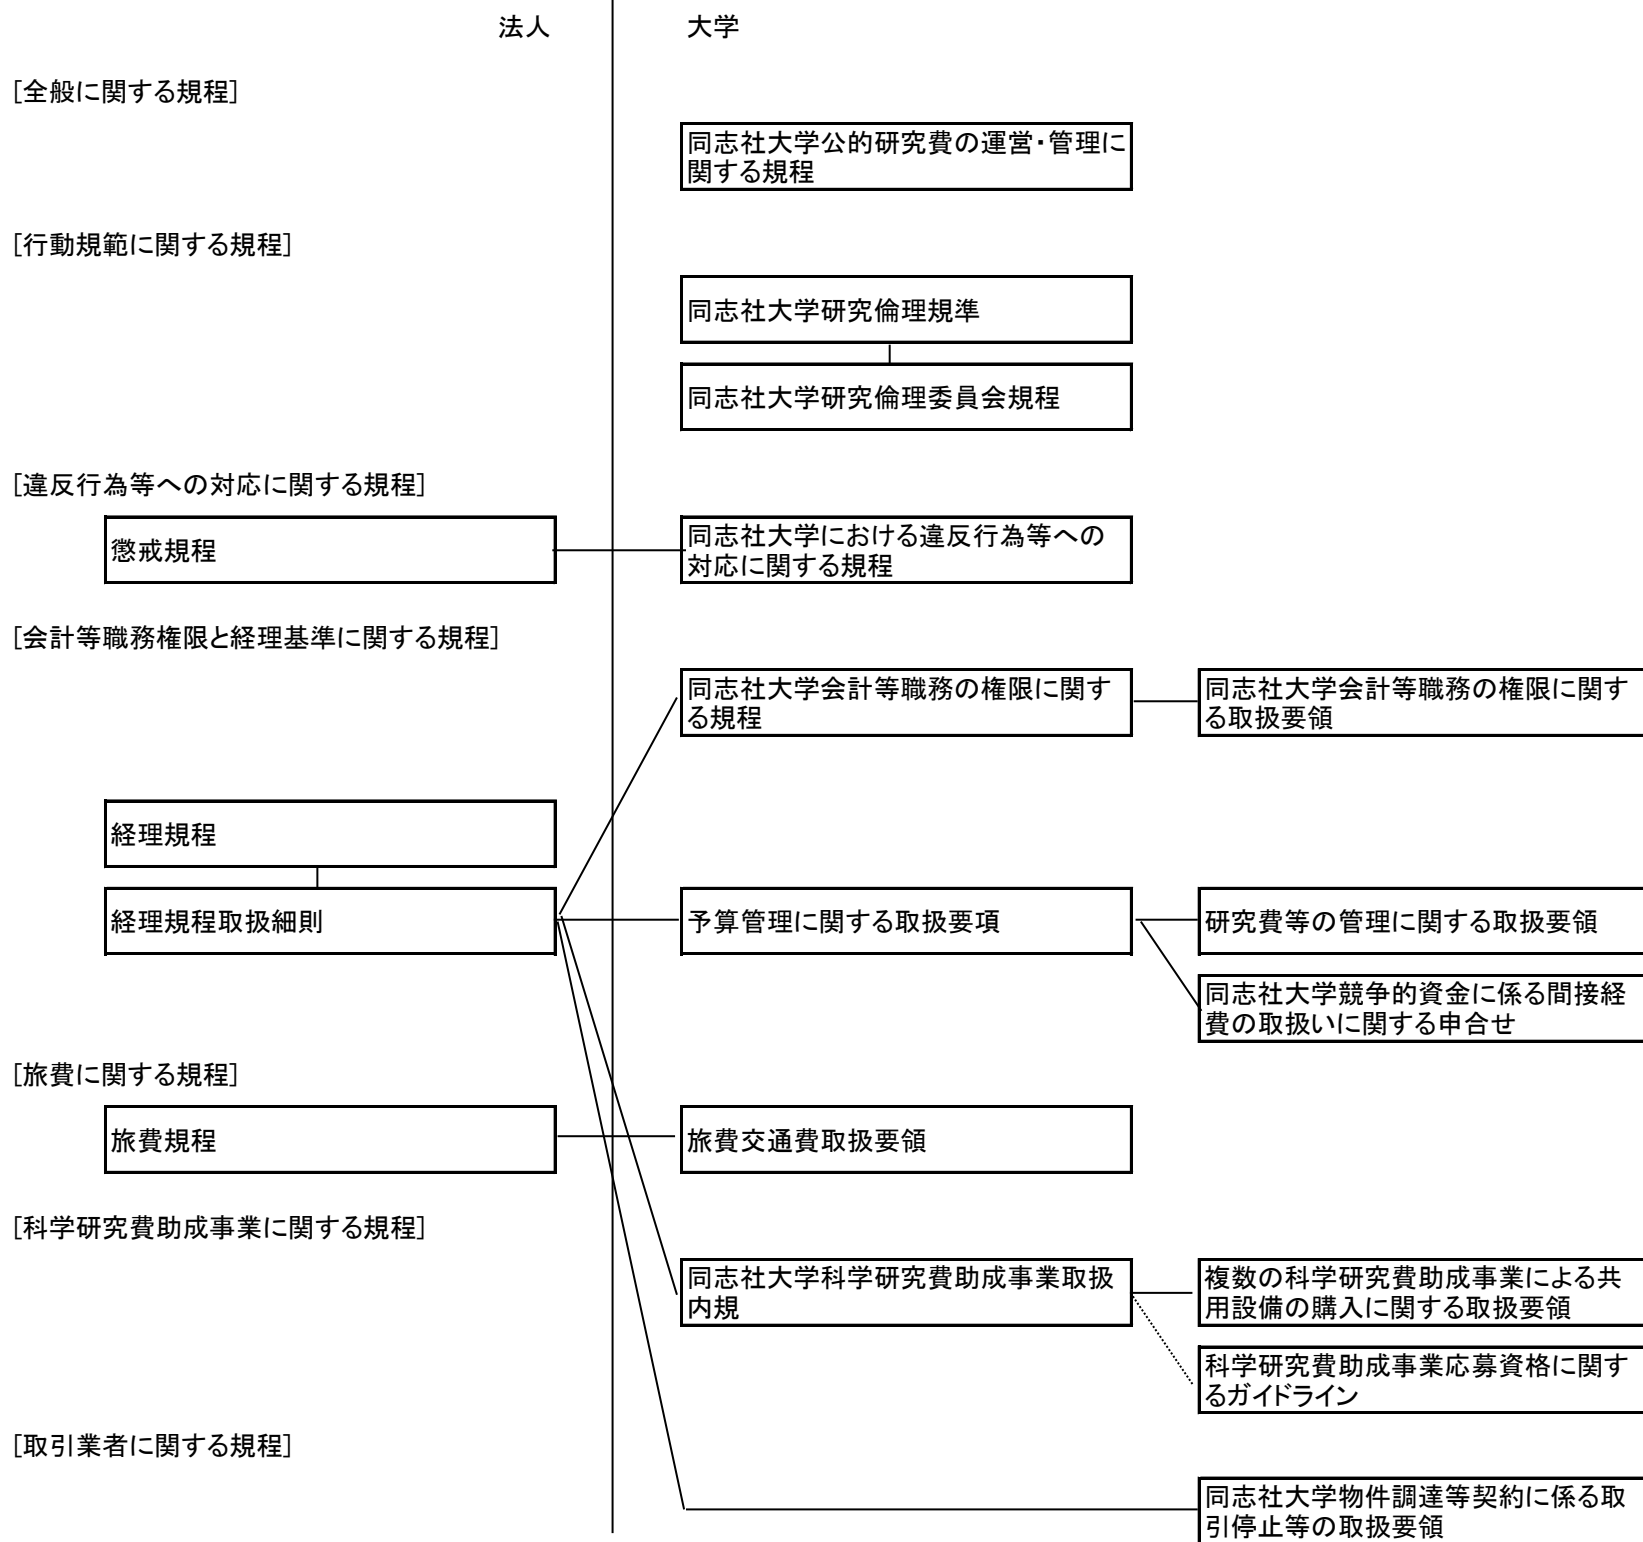 法人
大学
[全般に関する規程]
同志社大学公的研究費の運営・管理に
関する規程
[行動規範に関する規程]
同志社大学研究倫理規準
同志社大学研究倫理委員会規程
[違反行為等への対応に関する規程]
懲戒規程
同志社大学における違反行為等への
対応に関する規程
[会計等職務権限と経理基準に関する規程]
同志社大学会計等職務の権限に関す
る規程
同志社大学会計等職務の権限に関す
る取扱要領
経理規程
経理規程取扱細則
予算管理に関する取扱要項
研究費等の管理に関する取扱要領
同志社大学競争的資金に係る間接経
費の取扱いに関する申合せ
[旅費に関する規程]
旅費規程
旅費交通費取扱要領
[科学研究費助成事業に関する規程]
同志社大学科学研究費助成事業取扱
内規
複数の科学研究費助成事業による共
用設備の購入に関する取扱要領
科学研究費助成事業応募資格に関す
るガイドライン
[取引業者に関する規程]
同志社大学物件調達等契約に係る取
引停止等の取扱要領